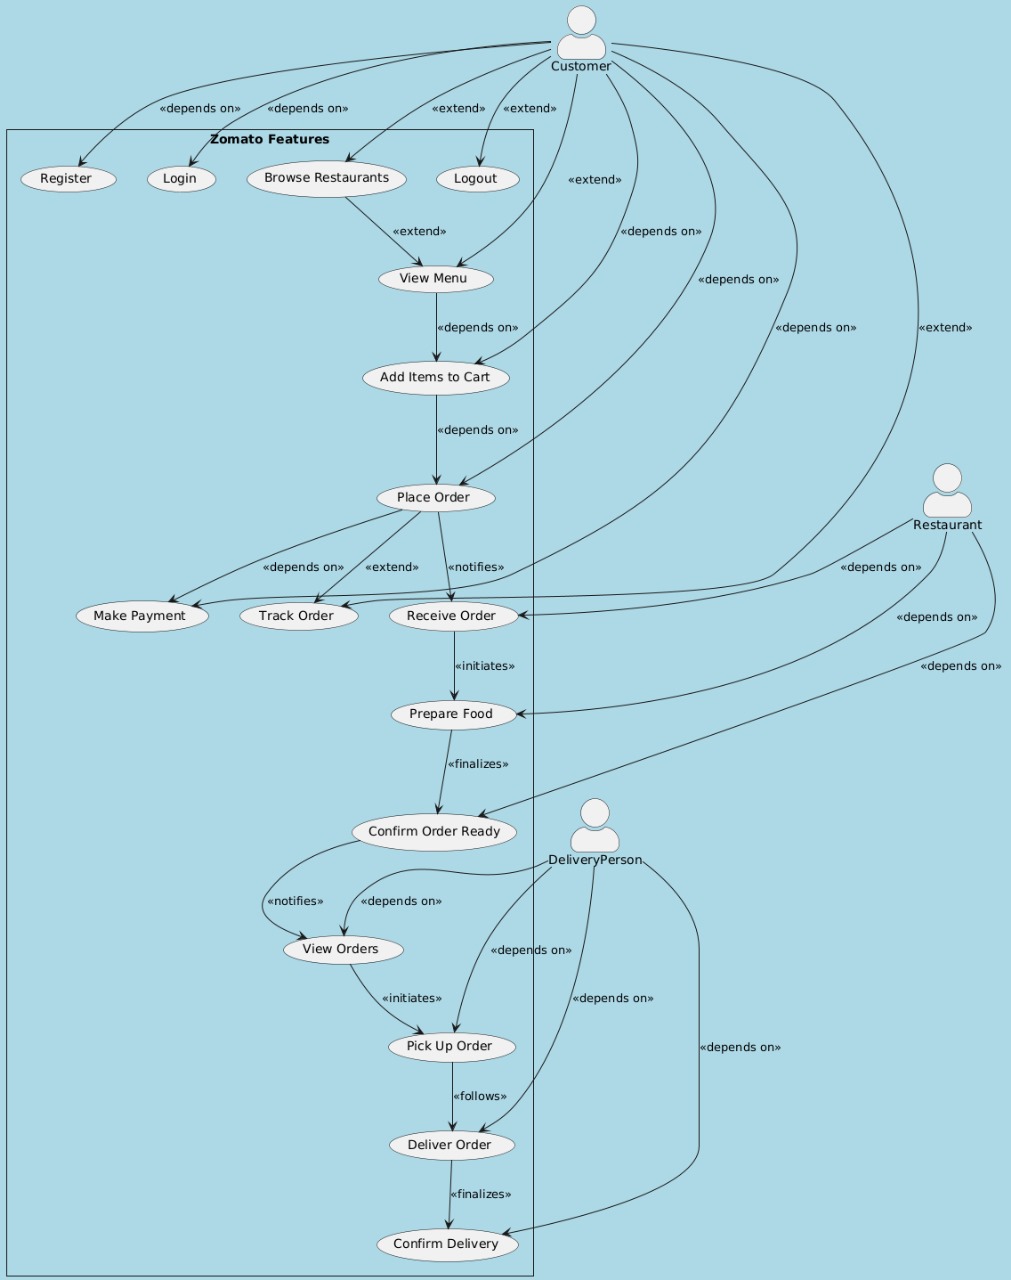 Customer
«depends on»
«depends on»
«extend»
«extend»
Zomato Features
Register
Login
Browse Restaurants
Logout
«extend»
«extend»
«depends on»
View Menu
«depends on»
«depends on»
«depends on»
«extend»
Add Items to Cart
«depends on»
Place Order
Restaurant
«depends on»
«extend»
«notifies»
«depends on»
Make Payment
Track Order
Receive Order
«depends on»
«initiates»
«depends on»
Prepare Food
«finalizes»
Confirm Order Ready
DeliveryPerson
«notifies»
«depends on»
View Orders
«depends on»
«initiates»
«depends on»
Pick Up Order
«depends on»
«follows»
Deliver Order
«finalizes»
Confirm Delivery